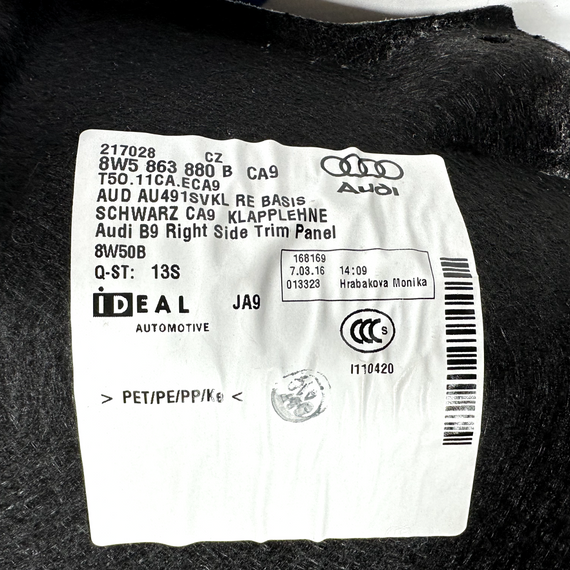 217028 CZ
8W5 863 880 B CA9
T50.11CA.ECA9
AUD AU491SVKL RE BASIS
SCHWARZ CA9 KLAPPLEHNE
Audi B9 Right Side Trim Panel
8W50B
Q-ST: 13S
Audi
168169
7.03.16 14:09
013323 Hrabakova Monika
IDEAL JA9
AUTOMOTIVE
CCC S
I110420
> PET/PE/PP/Ko <